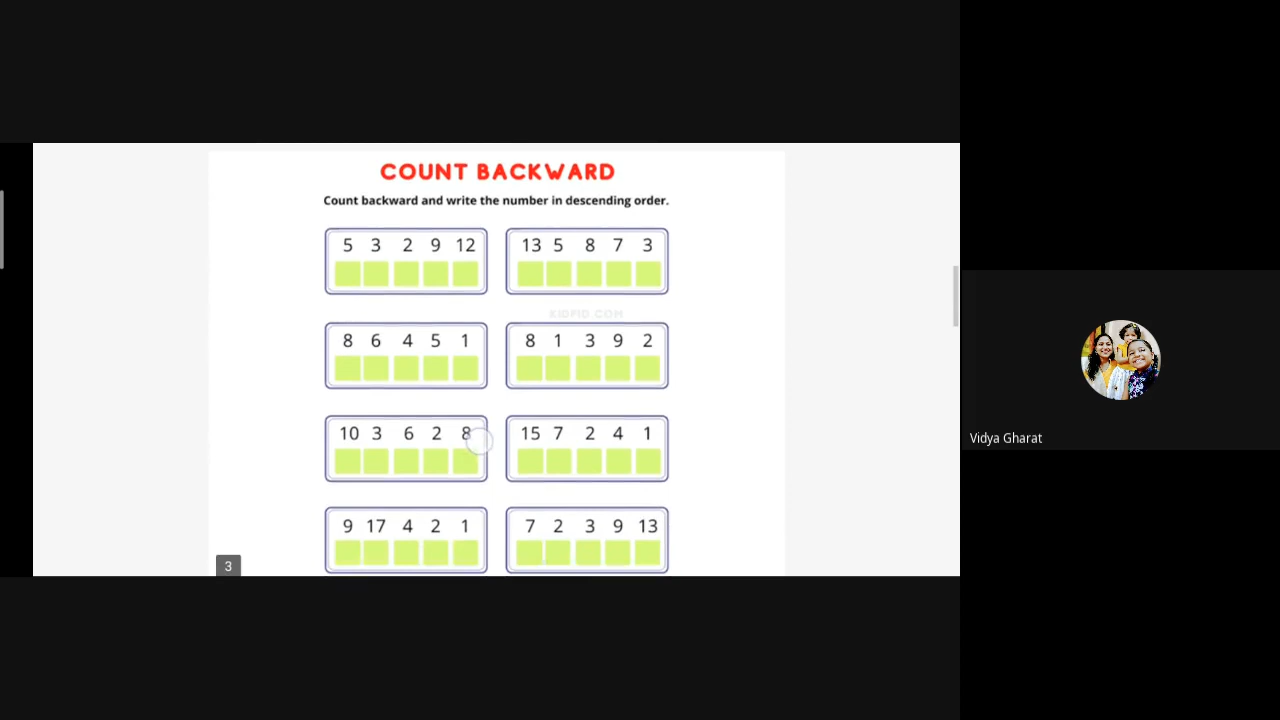 COUNT BACKWARD
Count backward and write the number in descending order.
5 3 2 9 12
13 5 8 7 3
KIDPID.COM
8 6 4 5 1
8 1 3 9 2
10 3 6 2 8
15 7 2 4 1
9 17 4 2 1
7 2 3 9 13
3
Vidya Gharat